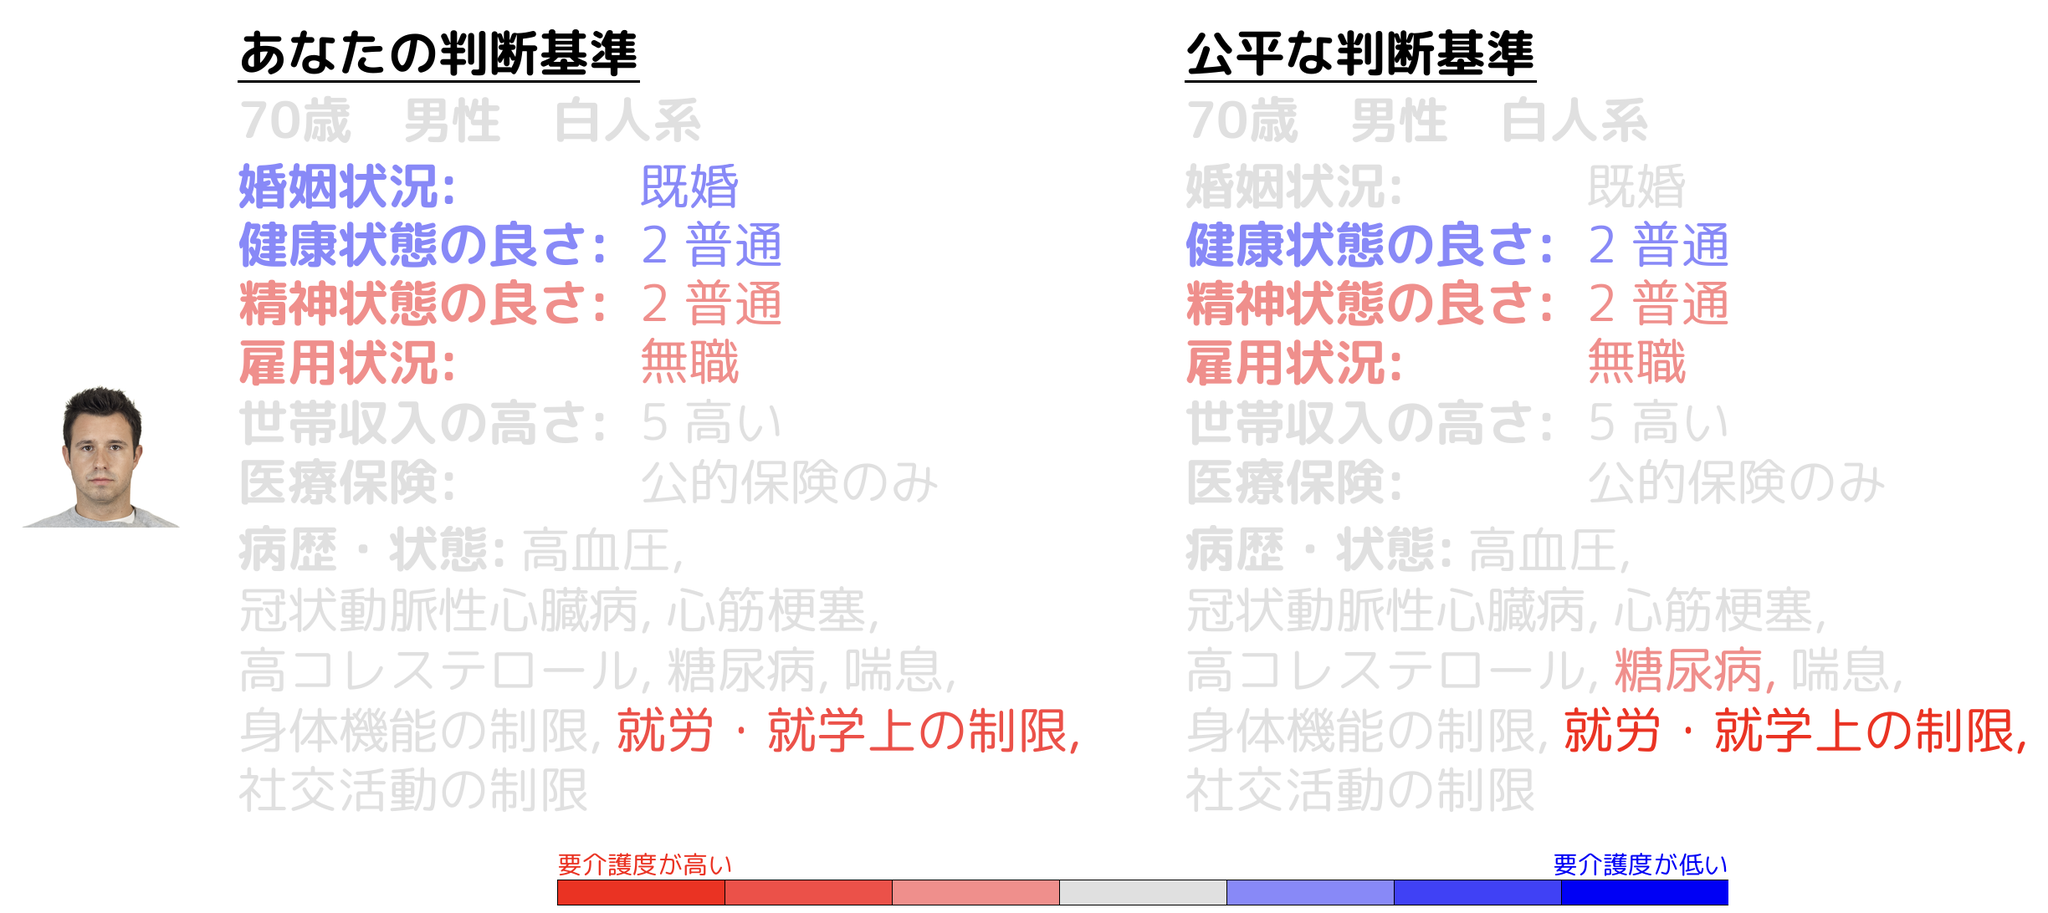 あなたの判断基準
70歳　男性　白人系
婚姻状況: 既婚
健康状態の良さ: 2 普通
精神状態の良さ: 2 普通
雇用状況: 無職
世帯収入の高さ: 5 高い
医療保険: 公的保険のみ
病歴・状態: 高血圧,
冠状動脈性心臓病, 心筋梗塞,
高コレステロール, 糖尿病, 喘息,
身体機能の制限, 就労・就学上の制限,
社交活動の制限
公平な判断基準
70歳　男性　白人系
婚姻状況: 既婚
健康状態の良さ: 2 普通
精神状態の良さ: 2 普通
雇用状況: 無職
世帯収入の高さ: 5 高い
医療保険: 公的保険のみ
病歴・状態: 高血圧,
冠状動脈性心臓病, 心筋梗塞,
高コレステロール, 糖尿病, 喘息,
身体機能の制限, 就労・就学上の制限,
社交活動の制限
要介護度が高い
要介護度が低い